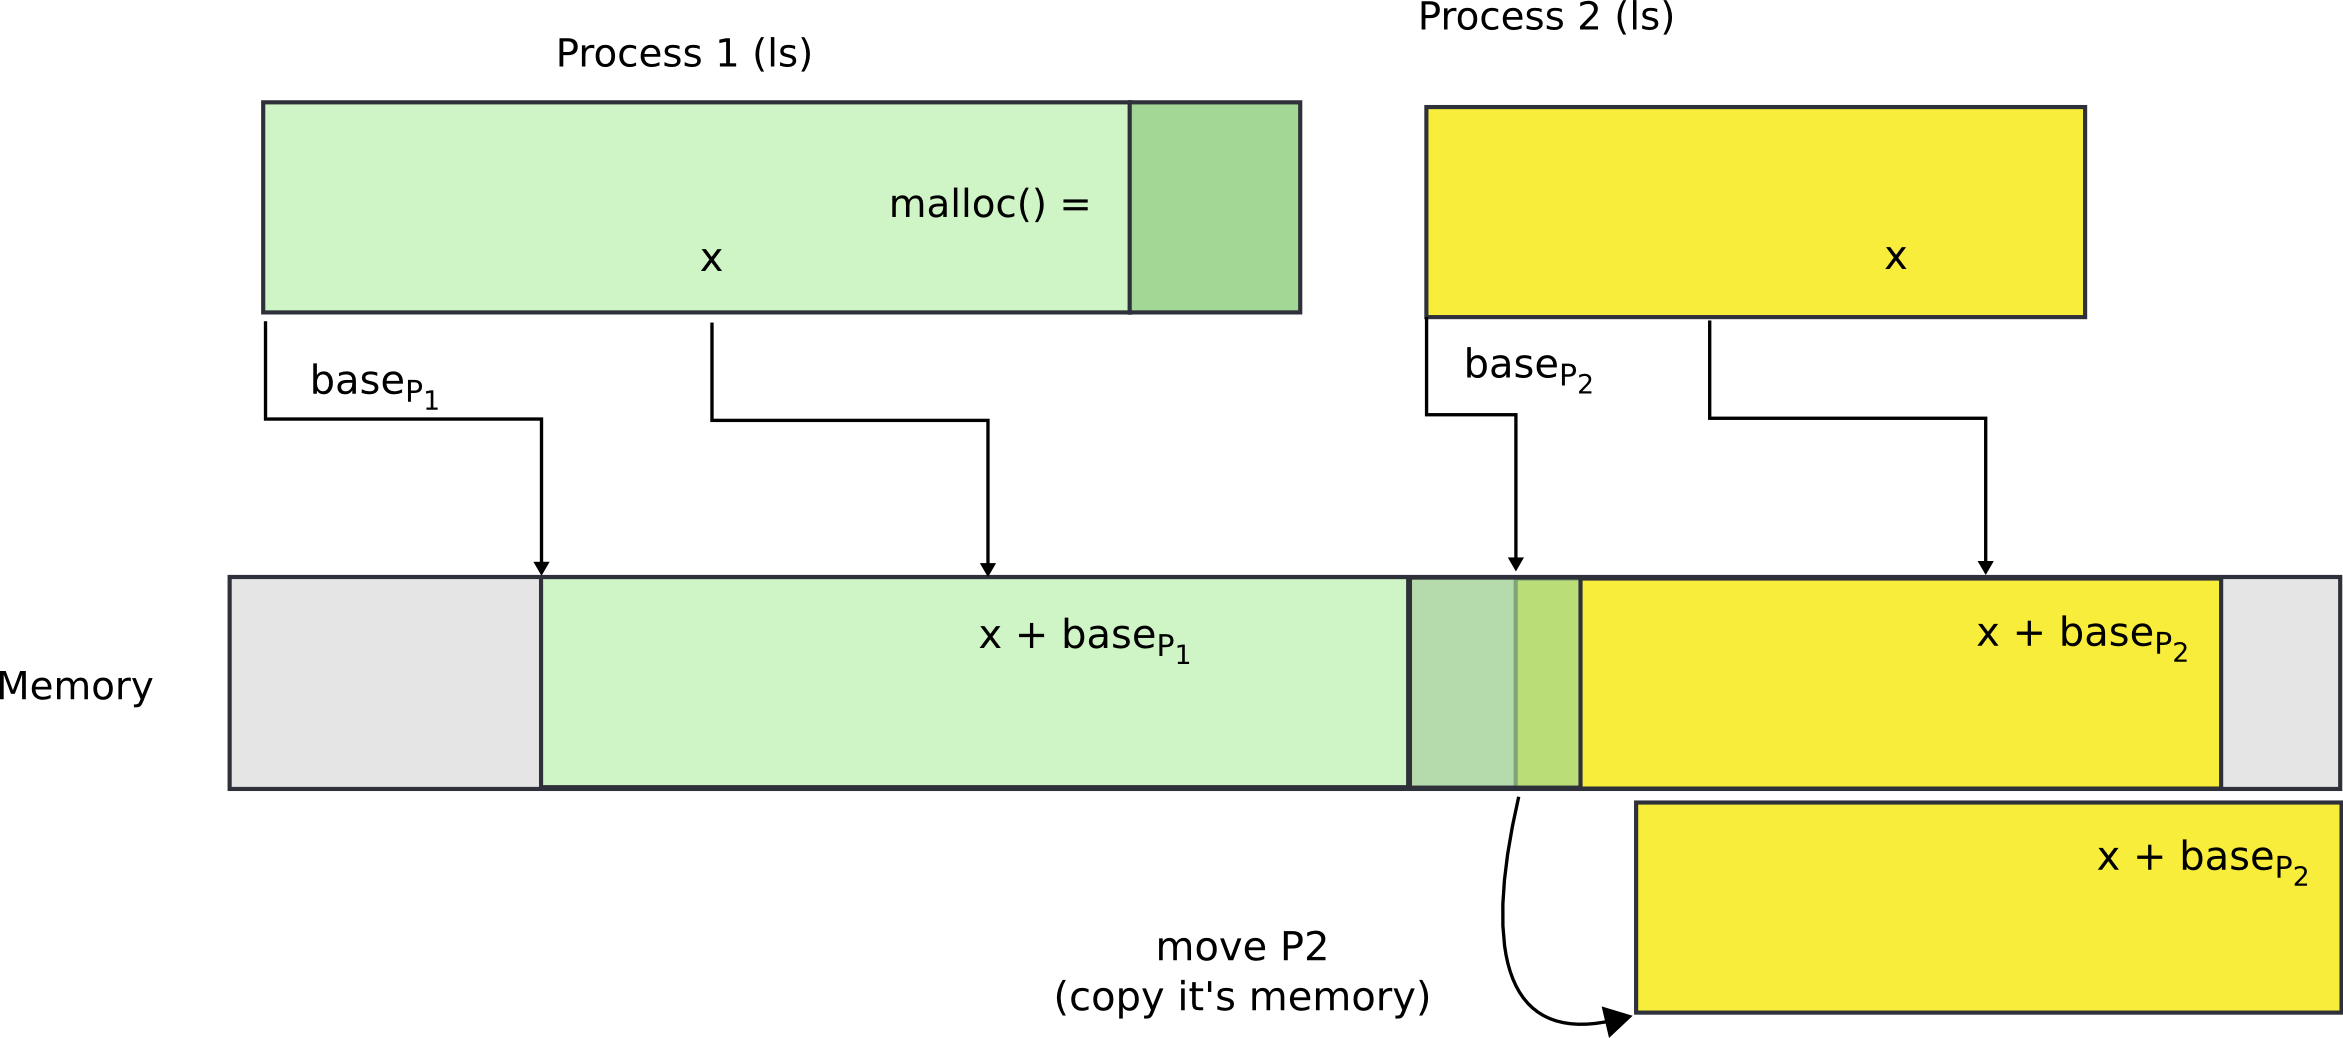 Process 1 (ls)
Process 2 (ls)
malloc() =
x
x
baseP1
baseP2
x + baseP1
x + baseP2
Memory
x + baseP2
move P2
(copy it's memory)